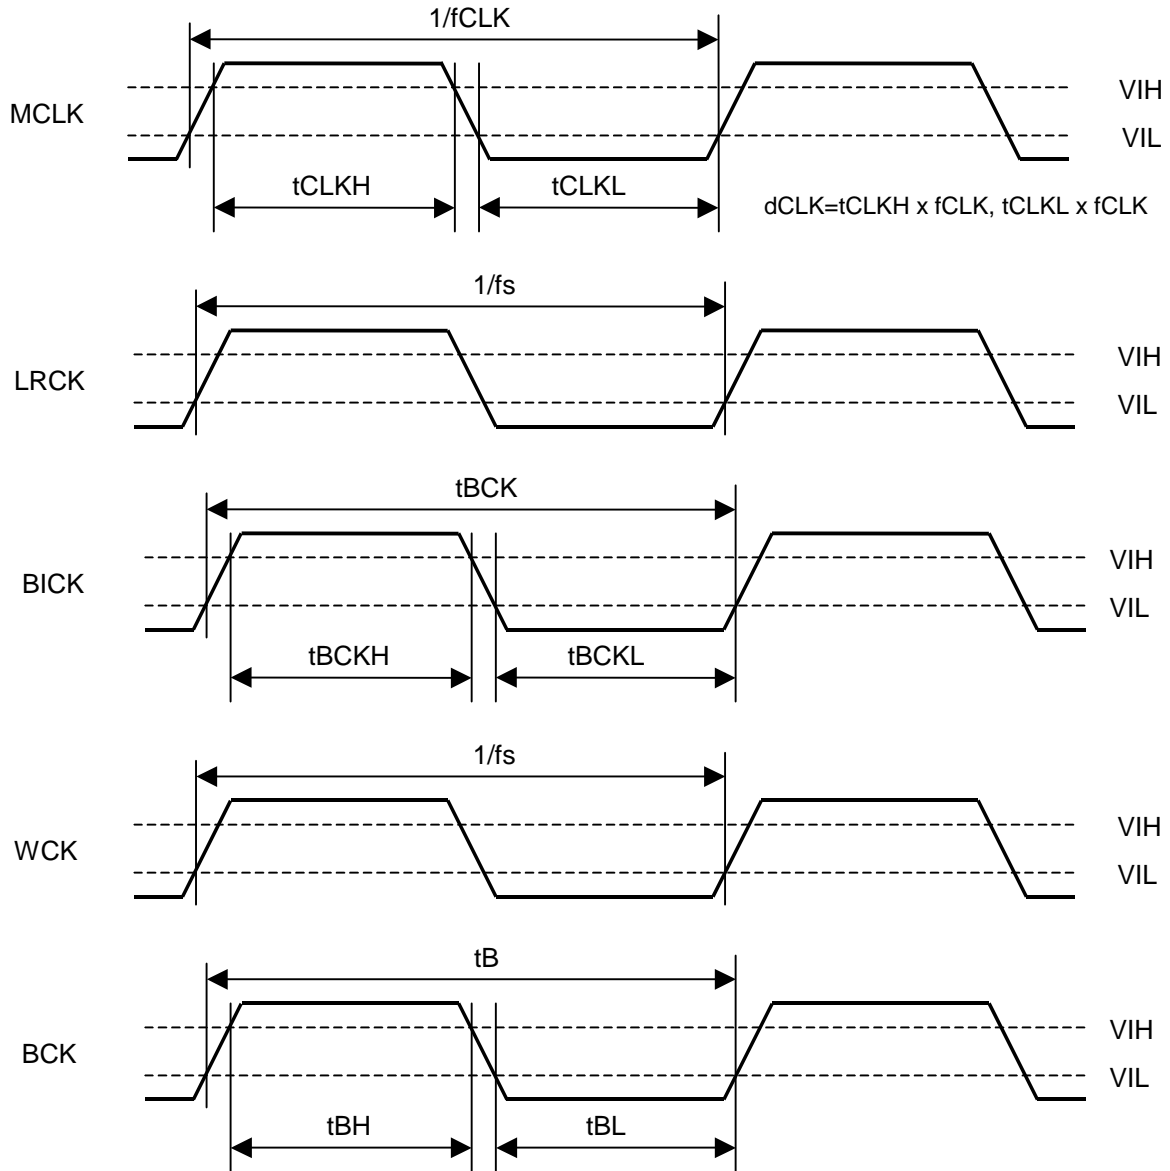 1/fCLK
MCLK
VIH
VIL
tCLKH
tCLKL
dCLK=tCLKH x fCLK, tCLKL x fCLK
1/fs
LRCK
VIH
VIL
tBCK
BICK
VIH
VIL
tBCKH
tBCKL
1/fs
WCK
VIH
VIL
tB
BCK
VIH
VIL
tBH
tBL